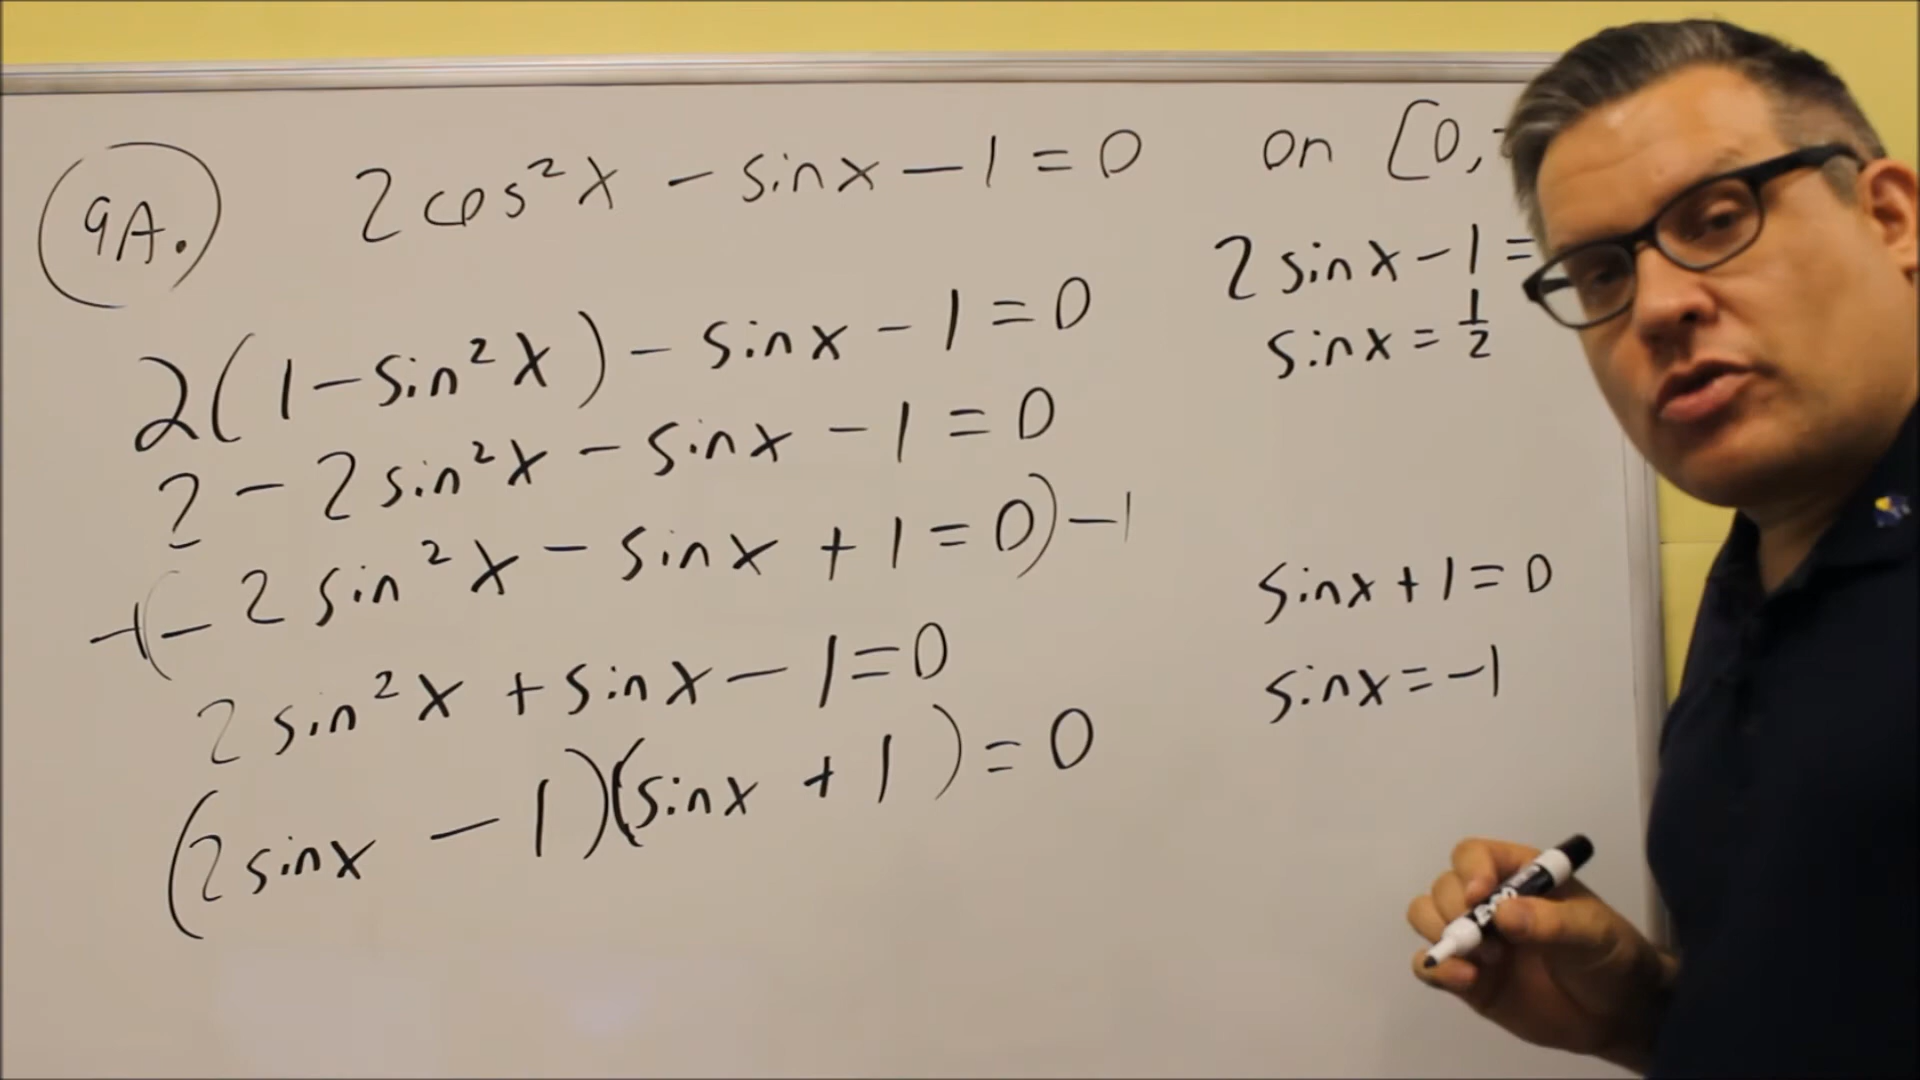 9A. 2cos²x - sinx - 1 = 0 on [0,
2(1 - sin²x) - sinx - 1 = 0
2 - 2sin²x - sinx - 1 = 0
-1(-2sin²x - sinx + 1 = 0)-1
2sin²x + sinx - 1 = 0
(2sinx - 1)(sinx + 1) = 0
2sinx - 1 =
sinx = 1/2
sinx + 1 = 0
sinx = -1